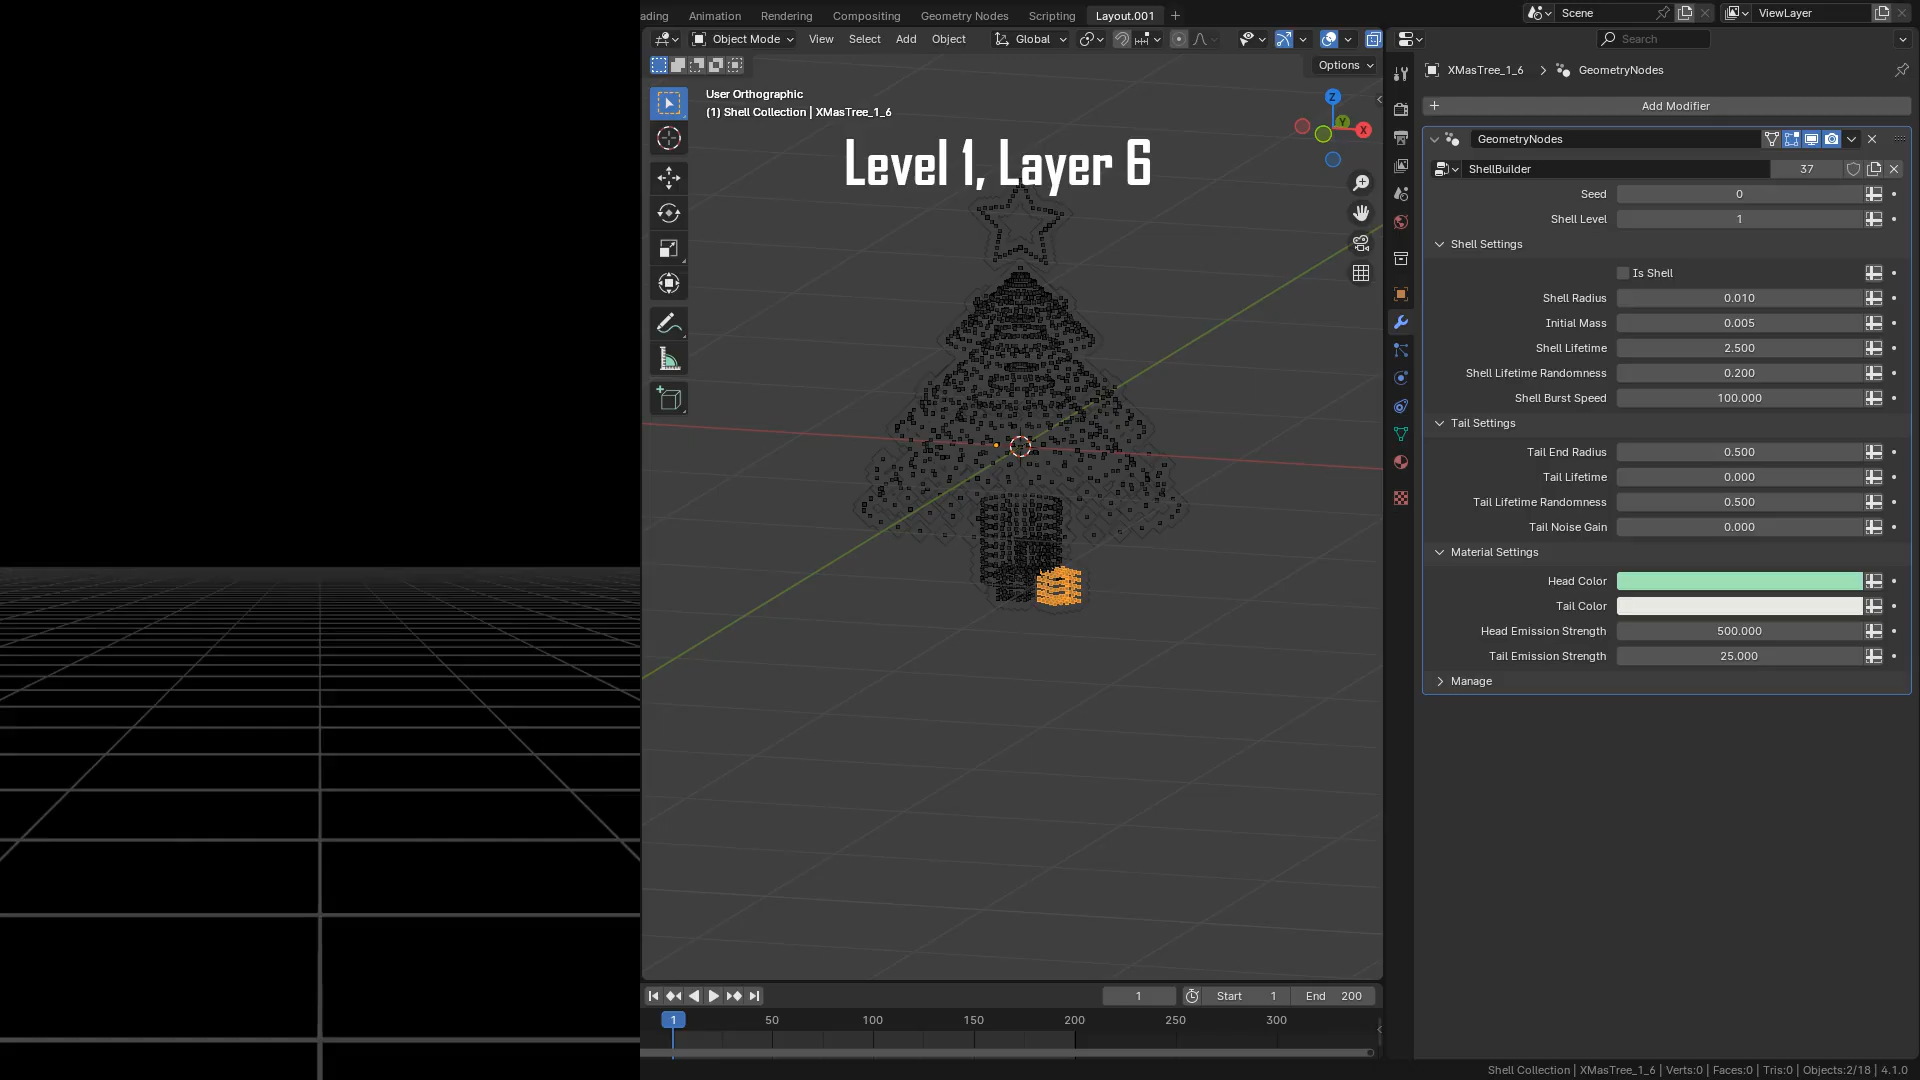 ading Animation Rendering Compositing Geometry Nodes Scripting Layout.001 +
Scene ViewLayer
Object Mode View Select Add Object Global
Search
Options
User Orthographic
(1) Shell Collection | XMasTree_1_6
Z
Y
X
Level 1, Layer 6
XMasTree_1_6 > GeometryNodes
+ Add Modifier
GeometryNodes
ShellBuilder 37
Seed 0
Shell Level 1
Shell Settings
Is Shell
Shell Radius 0.010
Initial Mass 0.005
Shell Lifetime 2.500
Shell Lifetime Randomness 0.200
Shell Burst Speed 100.000
Tail Settings
Tail End Radius 0.500
Tail Lifetime 0.000
Tail Lifetime Randomness 0.500
Tail Noise Gain 0.000
Material Settings
Head Color
Tail Color
Head Emission Strength 500.000
Tail Emission Strength 25.000
Manage
1 Start 1 End 200
1 50 100 150 200 250 300
Shell Collection | XMasTree_1_6 | Verts:0 | Faces:0 | Tris:0 | Objects:2/18 | 4.1.0